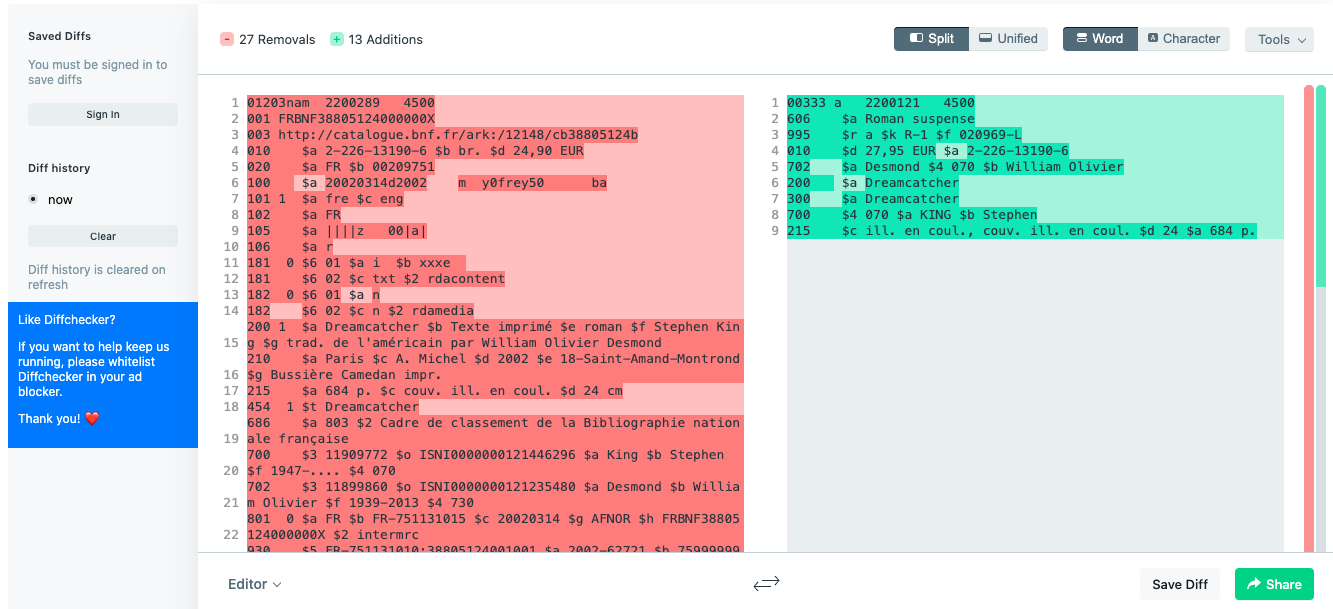 Saved Diffs
You must be signed in to
save diffs
Sign In
Diff history
now
Clear
Diff history is cleared on
refresh
Like Diffchecker?
If you want to help keep us
running, please whitelist
Diffchecker in your ad
blocker.
Thank you! ❤️
- 27 Removals + 13 Additions
Split Unified Word A Character Tools
1 01203nam  2200289   4500
2 001 FRBNF38805124000000X
3 003 http://catalogue.bnf.fr/ark:/12148/cb38805124b
4 010    $a 2-226-13190-6 $b br. $d 24,90 EUR
5 020    $a FR $b 00209751
6 100    $a 20020314d2002    m  y0frey50      ba
7 101 1  $a fre $c eng
8 102    $a FR
9 105    $a ||||z   00|a|
10 106    $a r
11 181  0 $6 01 $a i  $b xxxe
12 181    $6 02 $c txt $2 rdacontent
13 182  0 $6 01 $a n
14 182    $6 02 $c n $2 rdamedia
200 1  $a Dreamcatcher $b Texte imprimé $e roman $f Stephen Kin
15 g $g trad. de l'américain par William Olivier Desmond
210    $a Paris $c A. Michel $d 2002 $e 18-Saint-Amand-Montrond
16 $g Bussière Camedan impr.
17 215    $a 684 p. $c couv. ill. en coul. $d 24 cm
18 454  1 $t Dreamcatcher
686    $a 803 $2 Cadre de classement de la Bibliographie nation
19 ale française
700    $3 11909772 $o ISNI0000000121446296 $a King $b Stephen
20 $f 1947-.... $4 070
702    $3 11899860 $o ISNI0000000121235480 $a Desmond $b Willia
21 m Olivier $f 1939-2013 $4 730
801  0 $a FR $b FR-751131015 $c 20020314 $g AFNOR $h FRBNF38805
22 124000000X $2 intermrc
930    $5 FR-751131010:38805124001001 $a 2002-62721 $b 75999999
1 00333 a   2200121   4500
2 606    $a Roman suspense
3 995    $r a $k R-1 $f 020969-L
4 010    $d 27,95 EUR $a 2-226-13190-6
5 702    $a Desmond $4 070 $b William Olivier
6 200    $a Dreamcatcher
7 300    $a Dreamcatcher
8 700    $4 070 $a KING $b Stephen
9 215    $c ill. en coul., couv. ill. en coul. $d 24 $a 684 p.
Editor
Save Diff
Share